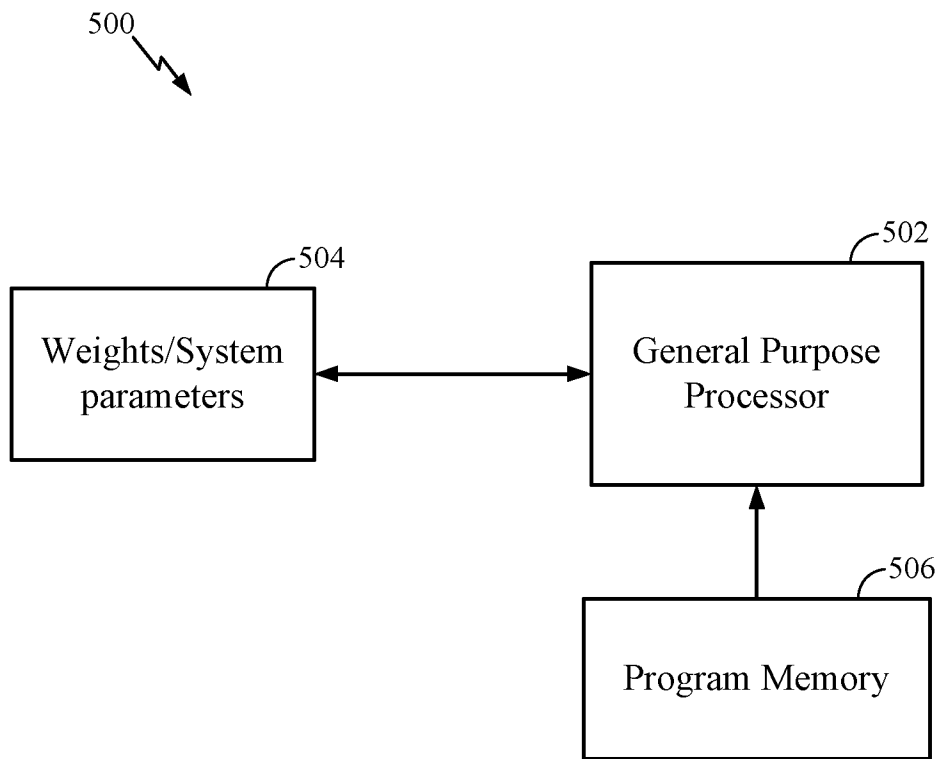 500
504
Weights/System
parameters
502
General Purpose
Processor
506
Program Memory